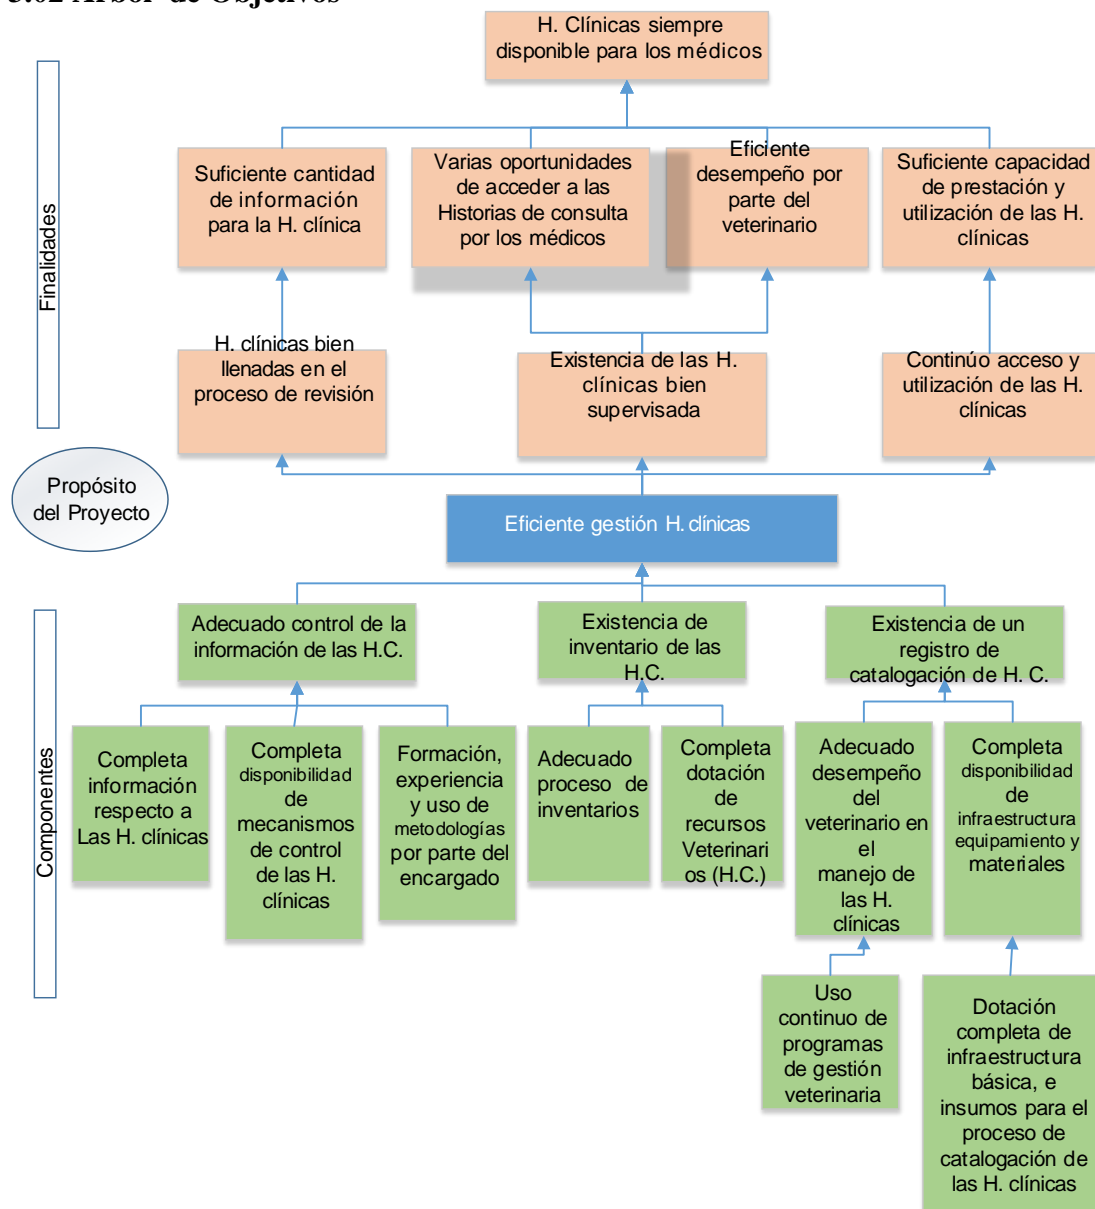 3.02 Árbol de Objetivos
H. Clínicas siempre
disponible para los médicos
Finalidades
Suficiente cantidad
de información
para la H. clínica
Varias oportunidades
de acceder a las
Historias de consulta
por los médicos
Eficiente
desempeño por
parte del
veterinario
Suficiente capacidad
de prestación y
utilización de las H.
clínicas
H. clínicas bien
llenadas en el
proceso de revisión
Existencia de las H.
clínicas bien
supervisada
Continúo acceso y
utilización de las H.
clínicas
Propósito
del Proyecto
Eficiente gestión H. clínicas
Componentes
Adecuado control de la
información de las H.C.
Existencia de
inventario de las
H.C.
Existencia de un
registro de
catalogación de H. C.
Completa
información
respecto a
Las H. clínicas
Completa
disponibilidad
de
mecanismos
de control
de las H.
clínicas
Formación,
experiencia
y uso de
metodologías
por parte del
encargado
Adecuado
proceso de
inventarios
Completa
dotación
de
recursos
Veterinari
os (H.C.)
Adecuado
desempeño
del
veterinario en
el
manejo de
las H.
clínicas
Completa
disponibilidad
de
infraestructura
equipamiento y
materiales
Uso
continuo de
programas
de gestión
veterinaria
Dotación
completa de
infraestructura
básica, e
insumos para el
proceso de
catalogación de
las H. clínicas